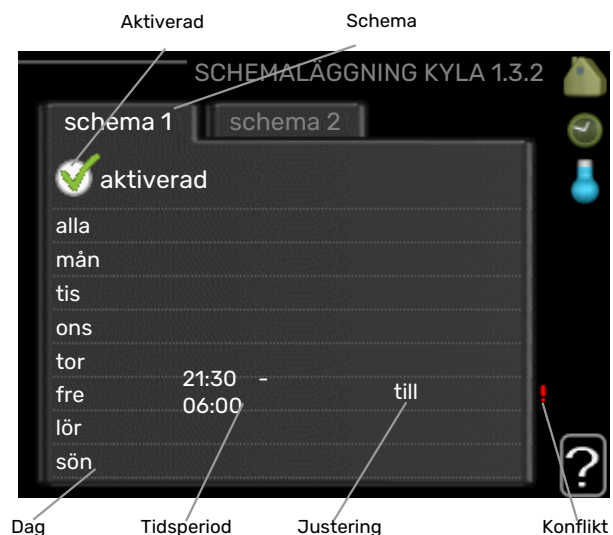 Aktiverad Schema
SCHEMALÄGGNING KYLA 1.3.2
schema 1 schema 2
aktiverad
alla
mån
tis
ons
tor
fre 21:30 - till !
06:00
lör
sön
?
Dag Tidsperiod Justering Konflikt